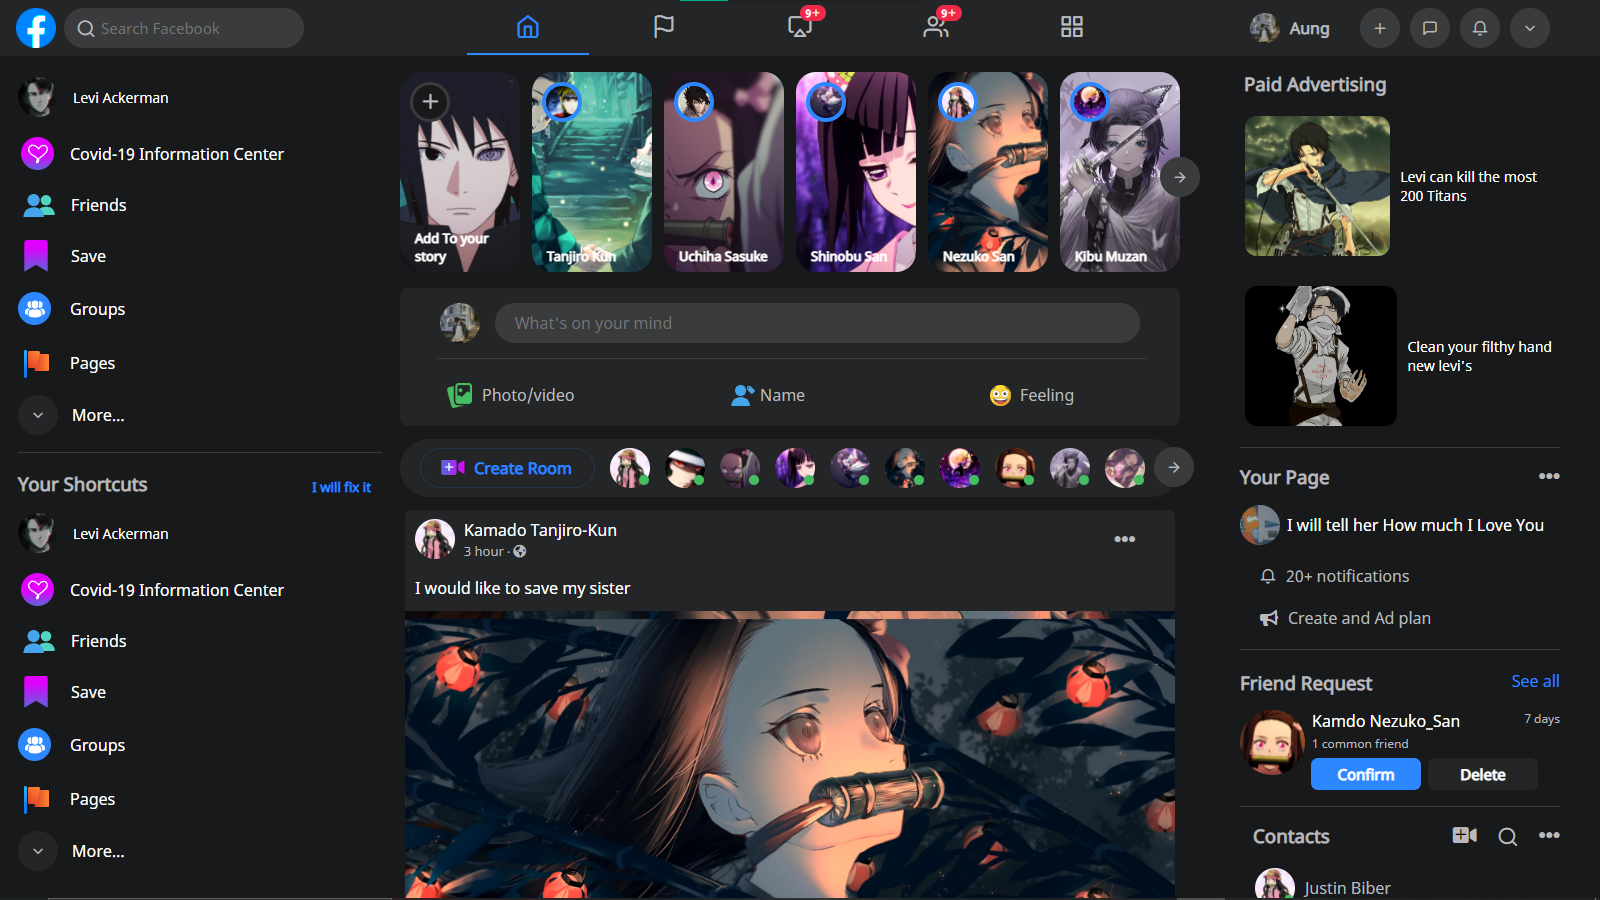 Search Facebook
9+
9+
Aung
Levi Ackerman
Covid-19 Information Center
Friends
Save
Groups
Pages
More...
Your Shortcuts
I will fix it
Levi Ackerman
Covid-19 Information Center
Friends
Save
Groups
Pages
More...
Add To your
story
Tanjiro Kun
Uchiha Sasuke
Shinobu San
Nezuko San
Kibu Muzan
What's on your mind
Photo/video
Name
Feeling
Create Room
Kamado Tanjiro-Kun
3 hour ·
I would like to save my sister
Paid Advertising
Levi can kill the most
200 Titans
Clean your filthy hand
new levi's
Your Page
I will tell her How much I Love You
20+ notifications
Create and Ad plan
Friend Request
See all
Kamdo Nezuko_San
7 days
1 common friend
Confirm
Delete
Contacts
Justin Biber